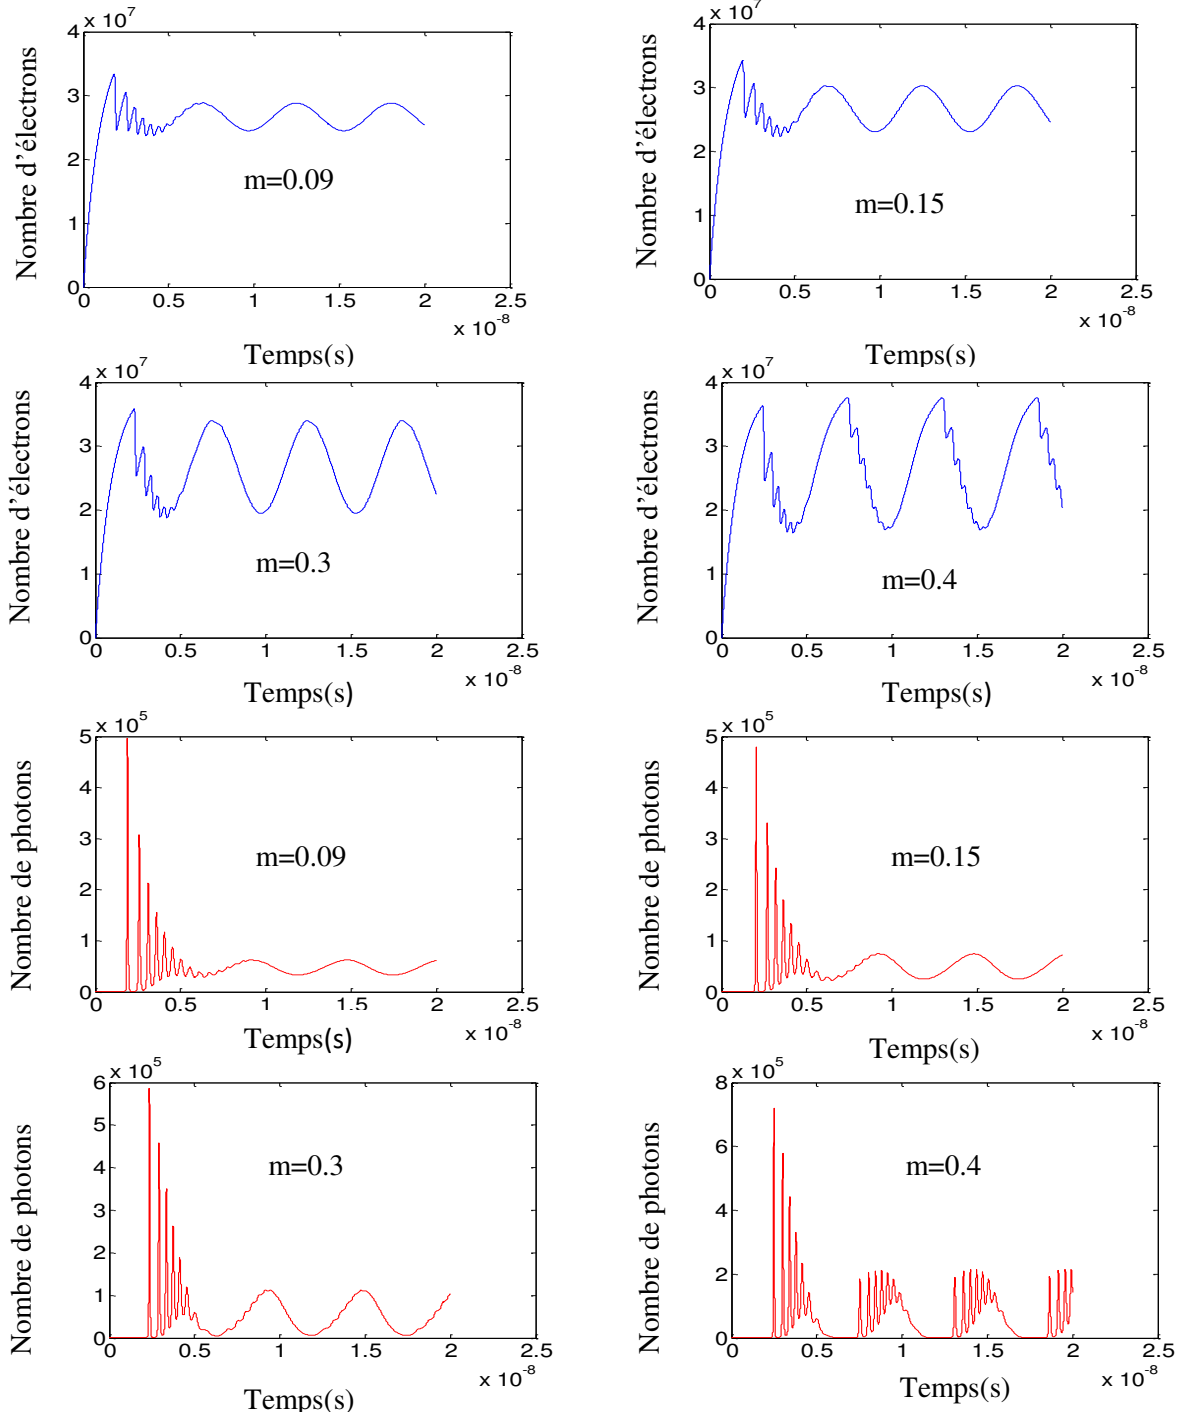 x 10^7
4
3
2
1
0
0 0.5 1 1.5 2 2.5
x 10^-8
Nombre d'électrons
m=0.09
Temps(s)
x 10^7
4
3
2
1
0
0 0.5 1 1.5 2 2.5
x 10^-8
Nombre d'électrons
m=0.15
Temps(s)
x 10^7
4
3
2
1
0
0 0.5 1 1.5 2 2.5
x 10^-8
Nombre d'électrons
m=0.3
Temps(s)
x 10^7
4
3
2
1
0
0 0.5 1 1.5 2 2.5
x 10^-8
Nombre d'électrons
m=0.4
Temps(s)
x 10^5
5
4
3
2
1
0
0 0.5 1 1.5 2 2.5
x 10^-8
Nombre de photons
m=0.09
Temps(s)
x 10^5
5
4
3
2
1
0
0 0.5 1 1.5 2 2.5
x 10^-8
Nombre de photons
m=0.15
Temps(s)
x 10^5
6
5
4
3
2
1
0
0 0.5 1 1.5 2 2.5
x 10^-8
Nombre de photons
m=0.3
Temps(s)
x 10^5
8
6
4
2
0
0 0.5 1 1.5 2 2.5
x 10^-8
Nombre de photons
m=0.4
Temps(s)